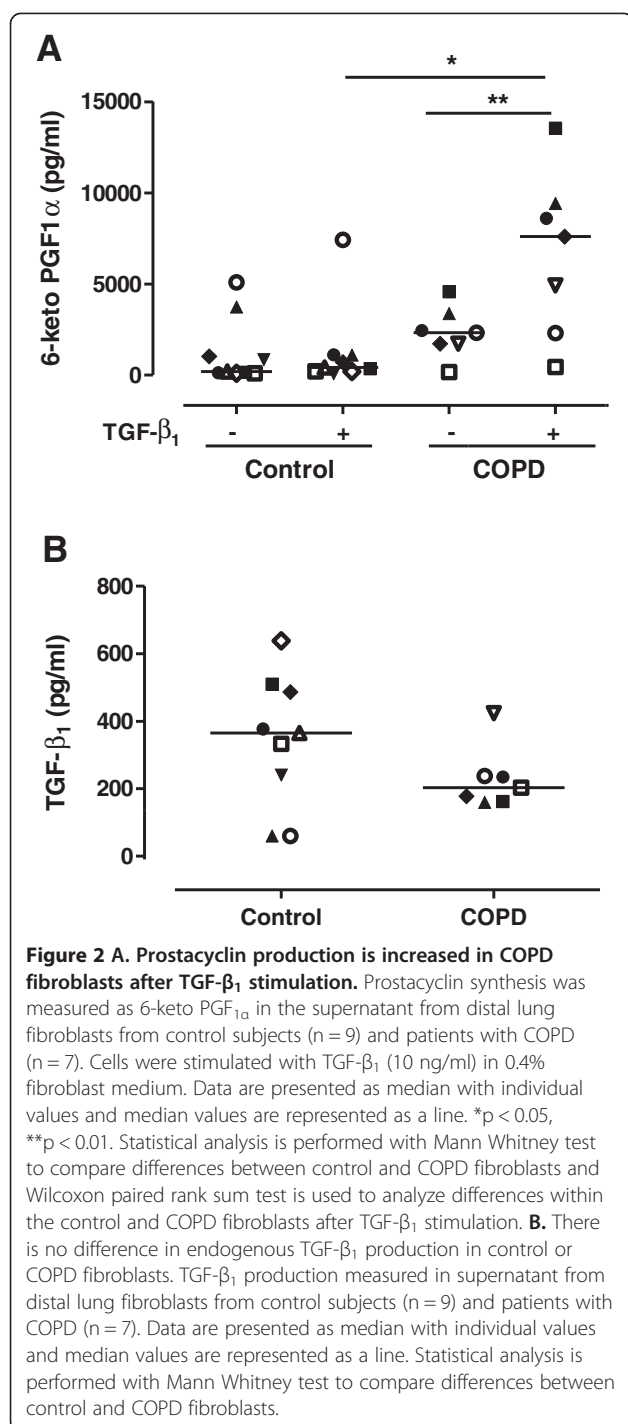 A
*
**
15000
10000
5000
0
6-keto PGF1α (pg/ml)
TGF-β₁ - + - +
Control COPD
B
800
600
400
200
0
TGF-β₁ (pg/ml)
Control COPD
Figure 2 A. Prostacyclin production is increased in COPD
fibroblasts after TGF-β₁ stimulation. Prostacyclin synthesis was
measured as 6-keto PGF₁α in the supernatant from distal lung
fibroblasts from control subjects (n = 9) and patients with COPD
(n = 7). Cells were stimulated with TGF-β₁ (10 ng/ml) in 0.4%
fibroblast medium. Data are presented as median with individual
values and median values are represented as a line. *p < 0.05,
**p < 0.01. Statistical analysis is performed with Mann Whitney test
to compare differences between control and COPD fibroblasts and
Wilcoxon paired rank sum test is used to analyze differences within
the control and COPD fibroblasts after TGF-β₁ stimulation. B. There
is no difference in endogenous TGF-β₁ production in control or
COPD fibroblasts. TGF-β₁ production measured in supernatant from
distal lung fibroblasts from control subjects (n = 9) and patients with
COPD (n = 7). Data are presented as median with individual values
and median values are represented as a line. Statistical analysis is
performed with Mann Whitney test to compare differences between
control and COPD fibroblasts.